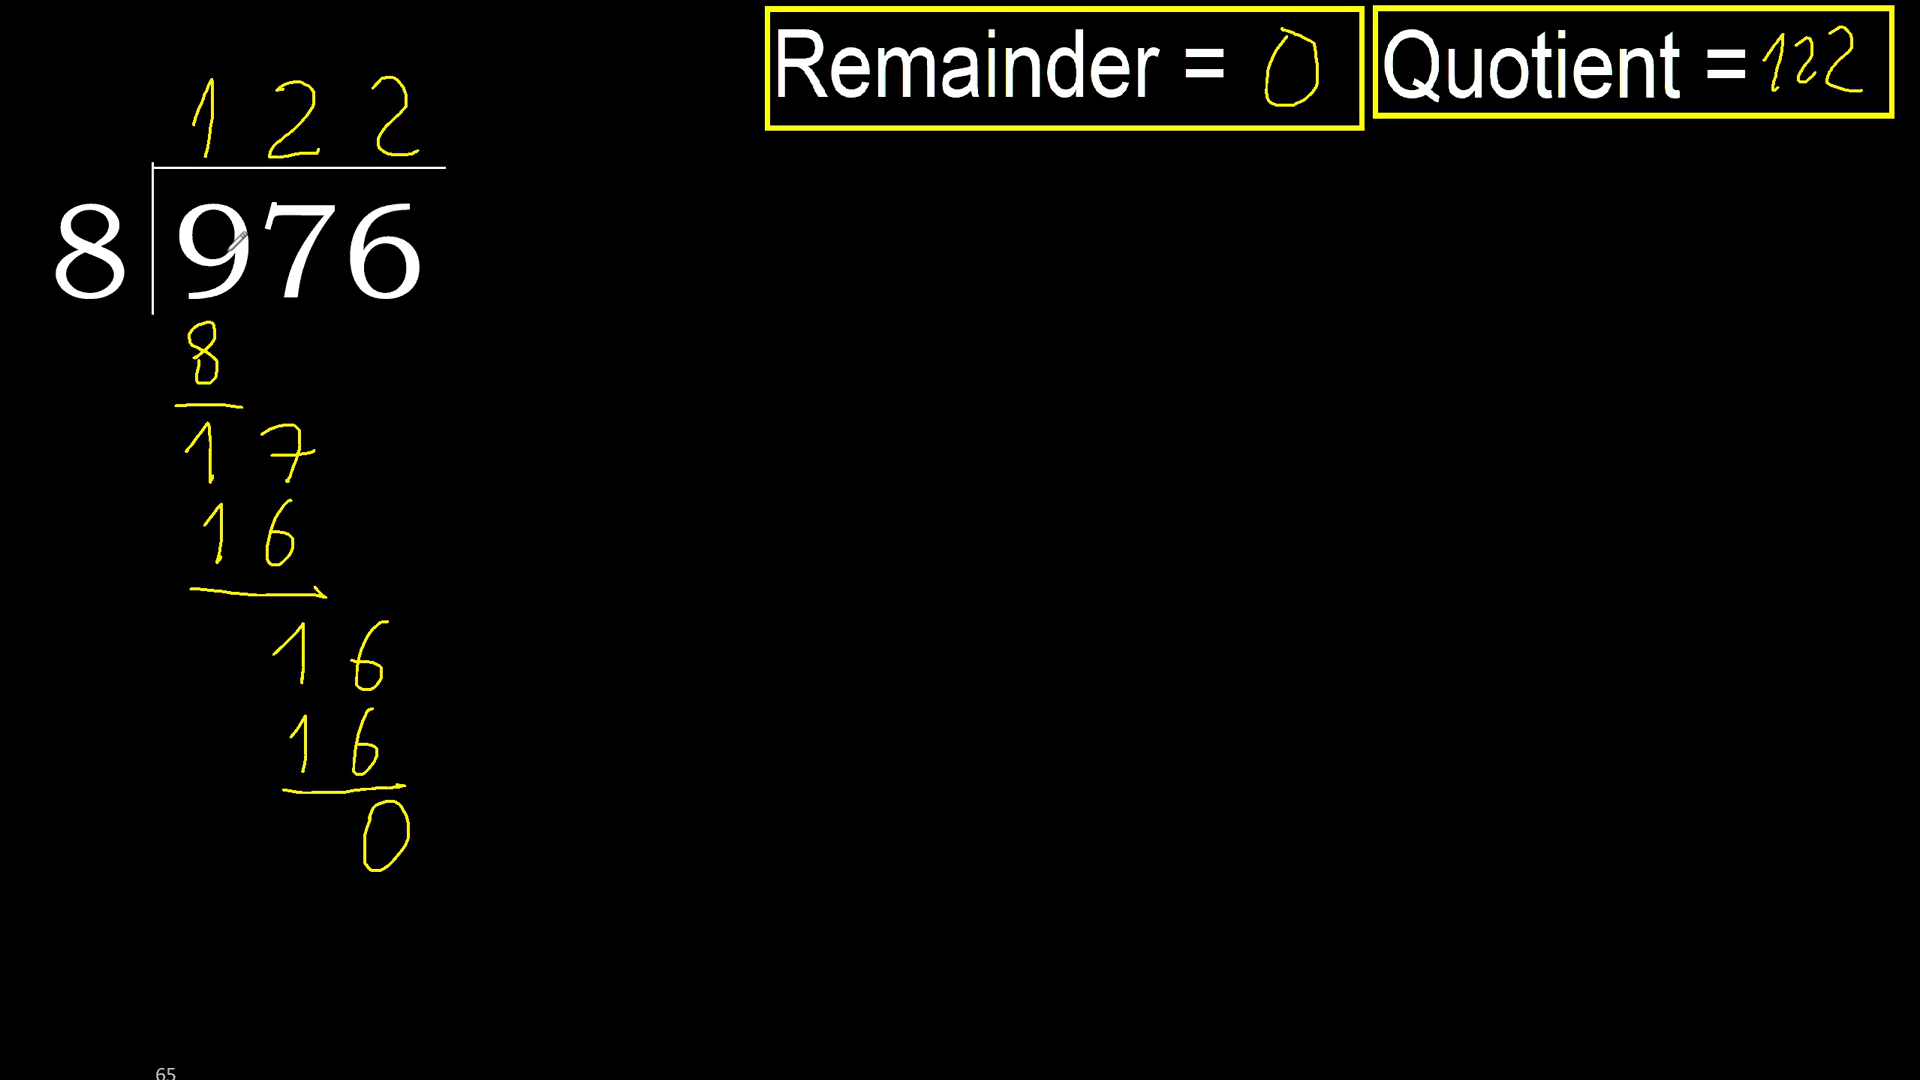 Remainder = 0
Quotient = 122
1 2 2
8 976
8
1 7
1 6
1 6
1 6
0
65